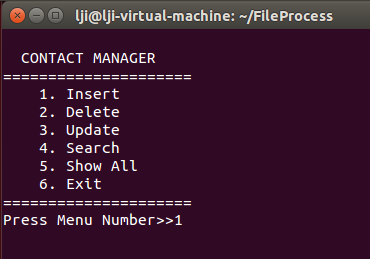 lji@lji-virtual-machine: ~/FileProcess
CONTACT MANAGER
=====================
1. Insert
2. Delete
3. Update
4. Search
5. Show All
6. Exit
=====================
Press Menu Number>>1